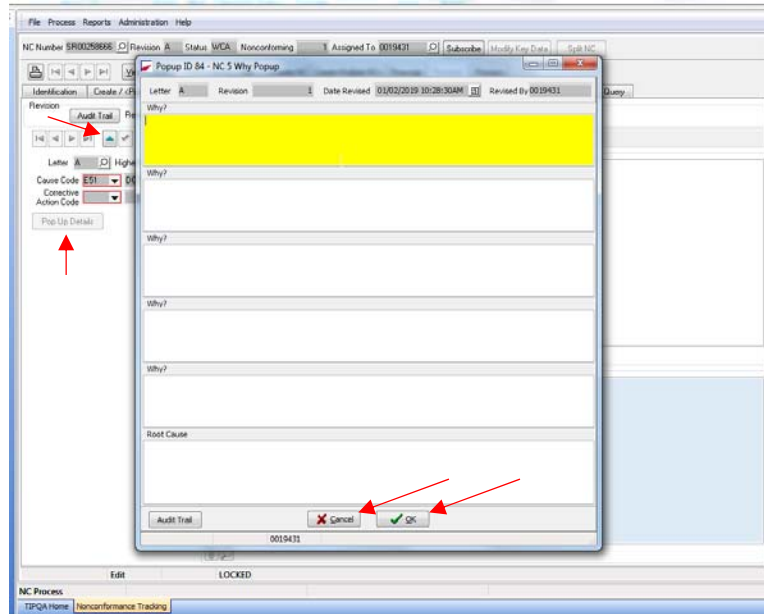 File Process Reports Administration Help
NC Number SR00258666 Revision A Status WCA Nonconforming 1 Assigned To 0019431 Subscribe Modify Key Data Split NC
Popup ID 84 - NC 5 Why Popup
Identification Create / Query
Letter A Revision 1 Date Revised 01/02/2019 10:28:30AM Revised By 0019431
Revision
Audit Trail
Why?
Letter A
Cause Code E51
Corrective Action Code
Pop Up Details
Why?
Why?
Why?
Why?
Root Cause
Audit Trail Cancel OK
0019431
Edit LOCKED
NC Process
TIPQA Home Nonconformance Tracking